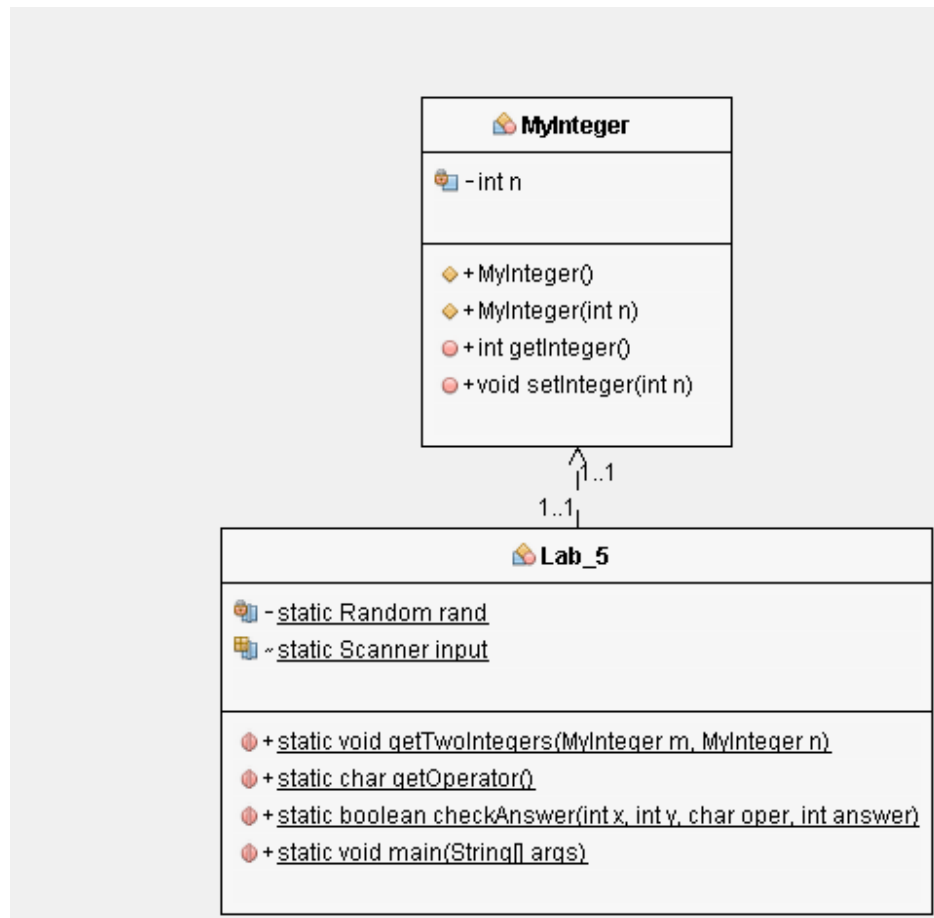 MyInteger
- int n
+ MyInteger()
+ MyInteger(int n)
+ int getInteger()
+ void setInteger(int n)
1..1
1..1
Lab_5
- static Random rand
~ static Scanner input
+ static void getTwoIntegers(MyInteger m, MyInteger n)
+ static char getOperator()
+ static boolean checkAnswer(int x, int y, char oper, int answer)
+ static void main(String[] args)